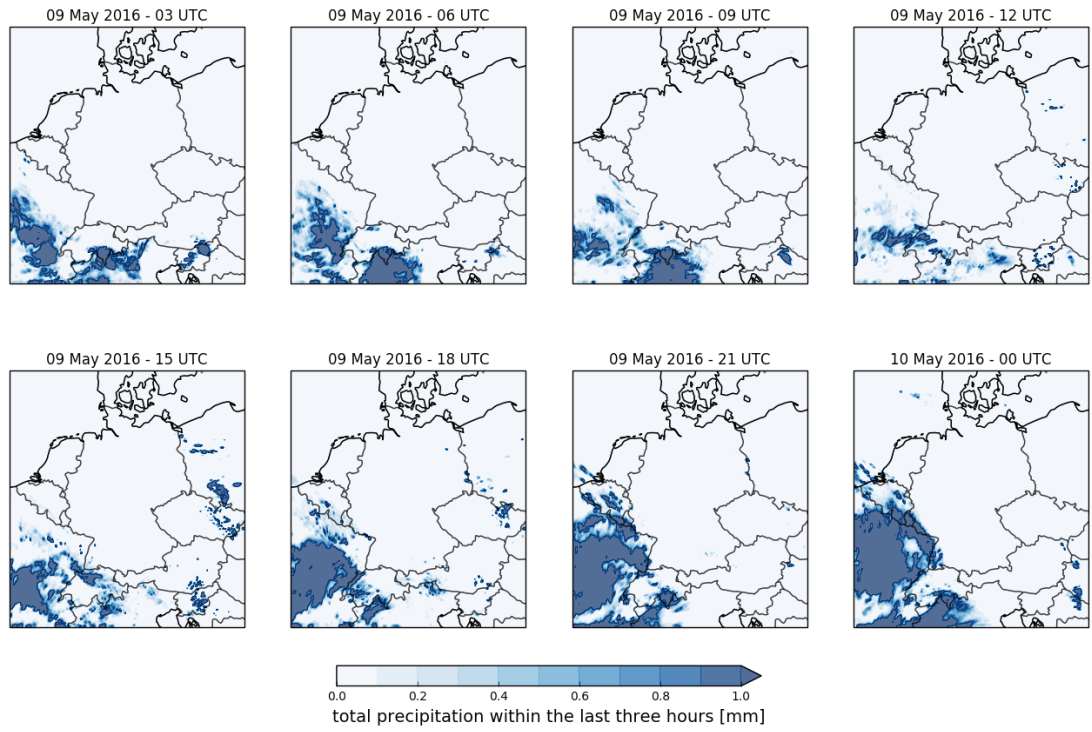 09 May 2016 - 03 UTC
09 May 2016 - 06 UTC
09 May 2016 - 09 UTC
09 May 2016 - 12 UTC
09 May 2016 - 15 UTC
09 May 2016 - 18 UTC
09 May 2016 - 21 UTC
10 May 2016 - 00 UTC
0.0 0.2 0.4 0.6 0.8 1.0
total precipitation within the last three hours [mm]